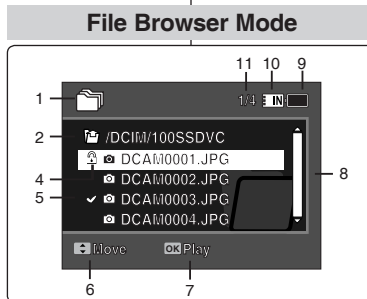 File Browser Mode
11 10 9
1 1/4 IN
2 /DCIM/100SSDVC
DCAM0001.JPG
4 DCAM0002.JPG 8
5 DCAM0003.JPG
DCAM0004.JPG
Move OK Play
6 7